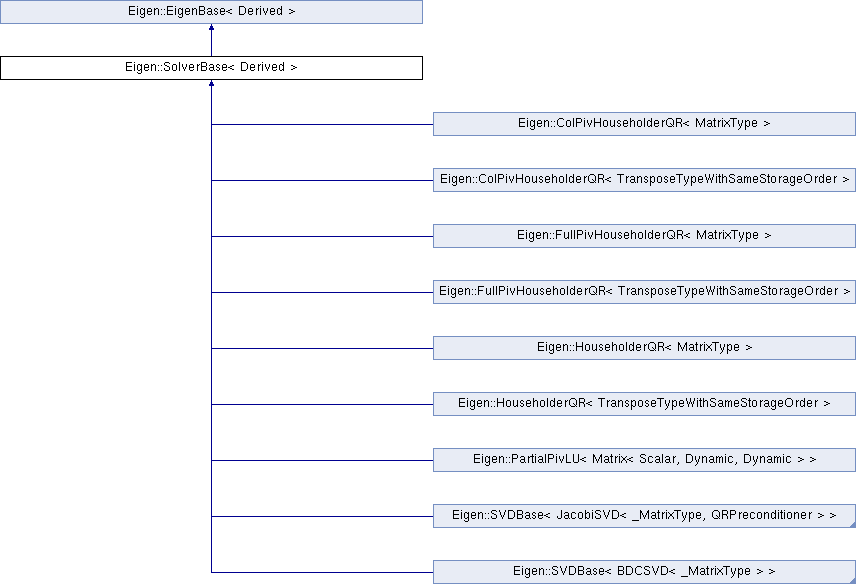 Eigen::EigenBase< Derived >
Eigen::SolverBase< Derived >
Eigen::ColPivHouseholderQR< MatrixType >
Eigen::ColPivHouseholderQR< TransposeTypeWithSameStorageOrder >
Eigen::FullPivHouseholderQR< MatrixType >
Eigen::FullPivHouseholderQR< TransposeTypeWithSameStorageOrder >
Eigen::HouseholderQR< MatrixType >
Eigen::HouseholderQR< TransposeTypeWithSameStorageOrder >
Eigen::PartialPivLU< Matrix< Scalar, Dynamic, Dynamic > >
Eigen::SVDBase< JacobiSVD< _MatrixType, QRPreconditioner > >
Eigen::SVDBase< BDCSVD< _MatrixType > >